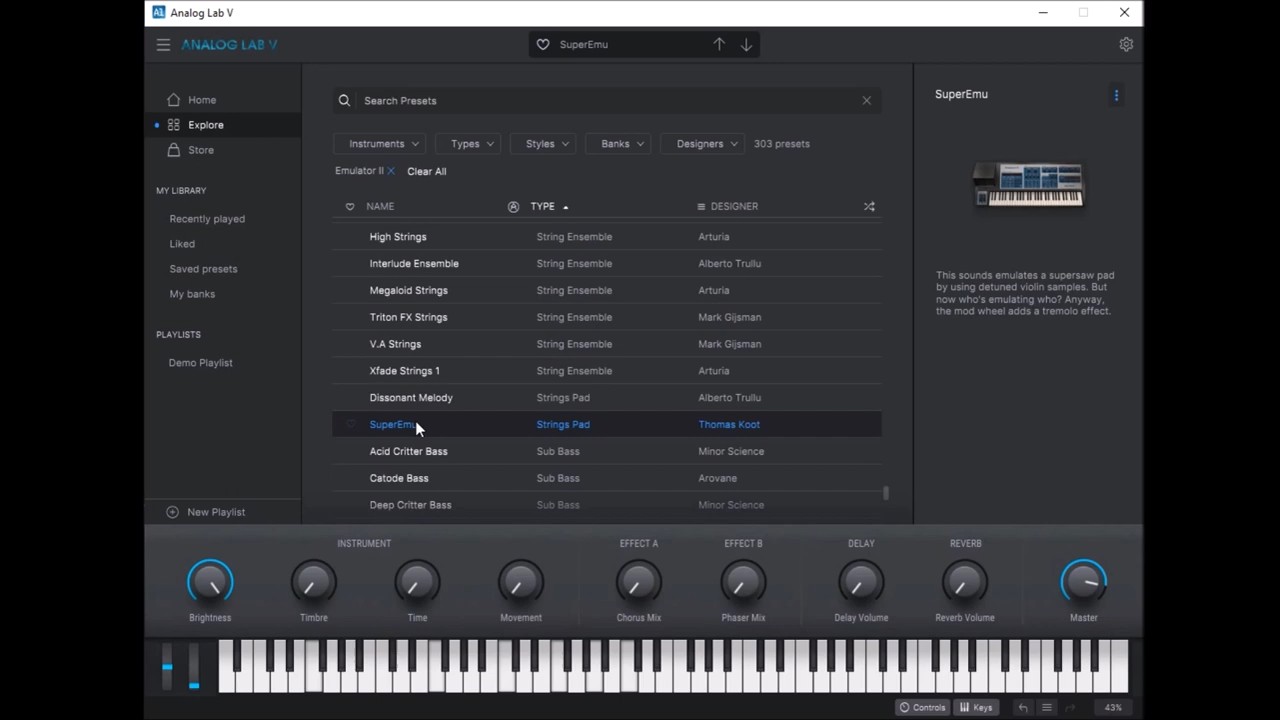 Analog Lab V
ANALOG LAB V
SuperEmu
Home
Explore
Store
MY LIBRARY
Recently played
Liked
Saved presets
My banks
PLAYLISTS
Demo Playlist
New Playlist
Search Presets
Instruments Types Styles Banks Designers 303 presets
Emulator II Clear All
NAME TYPE DESIGNER
High Strings String Ensemble Arturia
Interlude Ensemble String Ensemble Alberto Trullu
Megaloid Strings String Ensemble Arturia
Triton FX Strings String Ensemble Mark Gijsman
V.A Strings String Ensemble Mark Gijsman
Xfade Strings 1 String Ensemble Arturia
Dissonant Melody Strings Pad Alberto Trullu
SuperEmu Strings Pad Thomas Koot
Acid Critter Bass Sub Bass Minor Science
Catode Bass Sub Bass Arovane
Deep Critter Bass Sub Bass Minor Science
SuperEmu
This sounds emulates a supersaw pad
by using detuned violin samples. But
now who's emulating who? Anyway,
the mod wheel adds a tremolo effect.
INSTRUMENT EFFECT A EFFECT B DELAY REVERB
Brightness Timbre Time Movement Chorus Mix Phaser Mix Delay Volume Reverb Volume Master
Controls Keys 43%